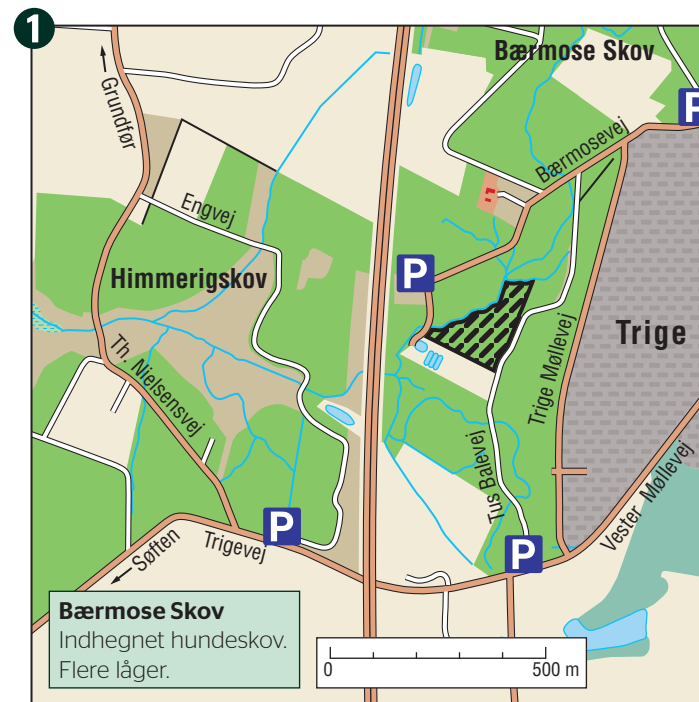 1
Bærmose Skov
P
Grundfør
Bærmosevej
Engvej
Himmerigskov
P
Trige
Th. Nielsensvej
Trige Møllevej
Tus Balevej
Vester Møllevej
P
P
Trigevej
Søften
Bærmose Skov
Indhegnet hundeskov.
Flere låger.
0 500 m